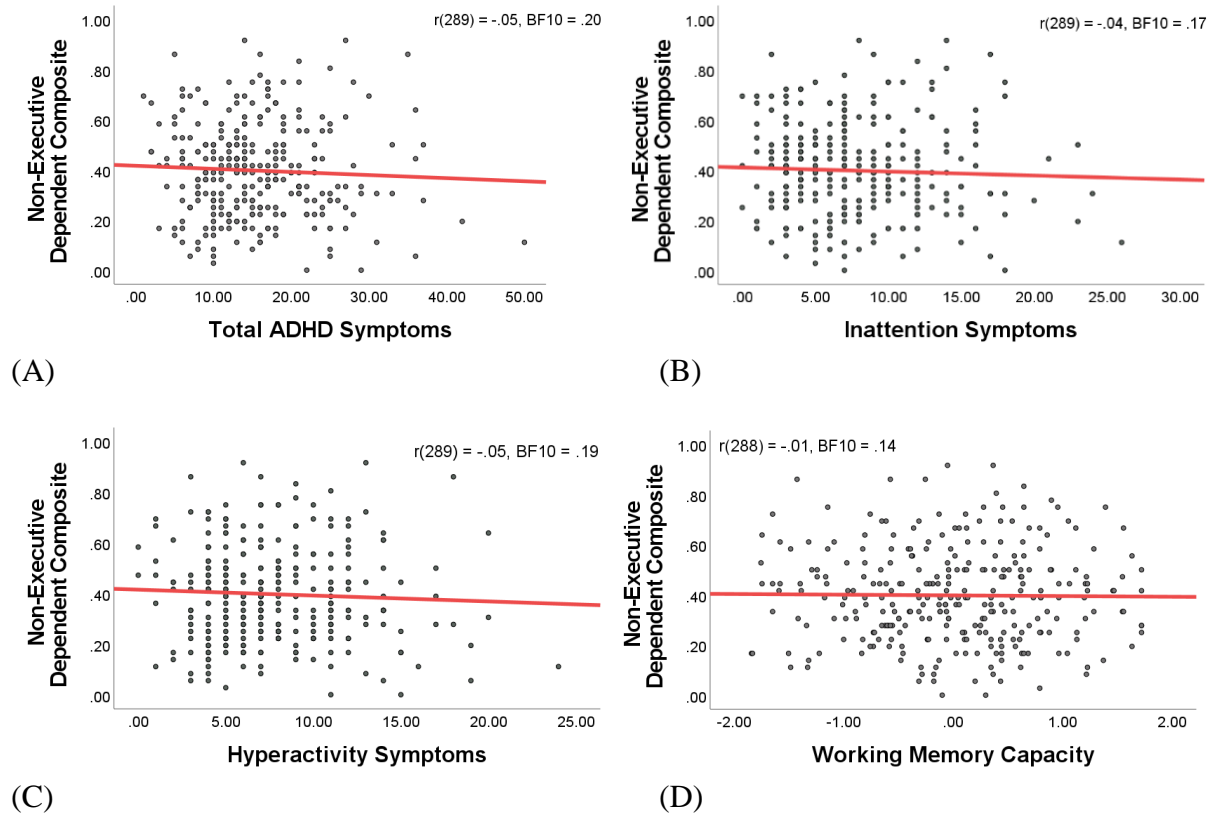 r(289) = -.05, BF10 = .20
1.00
.80
.60
.40
.20
.00
Non-Executive
Dependent Composite
.00 10.00 20.00 30.00 40.00 50.00
Total ADHD Symptoms
(A)
r(289) = -.04, BF10 = .17
1.00
.80
.60
.40
.20
.00
Non-Executive
Dependent Composite
.00 5.00 10.00 15.00 20.00 25.00 30.00
Inattention Symptoms
(B)
r(289) = -.05, BF10 = .19
1.00
.80
.60
.40
.20
.00
Non-Executive
Dependent Composite
.00 5.00 10.00 15.00 20.00 25.00
Hyperactivity Symptoms
(C)
r(288) = -.01, BF10 = .14
1.00
.80
.60
.40
.20
.00
Non-Executive
Dependent Composite
-2.00 -1.00 .00 1.00 2.00
Working Memory Capacity
(D)